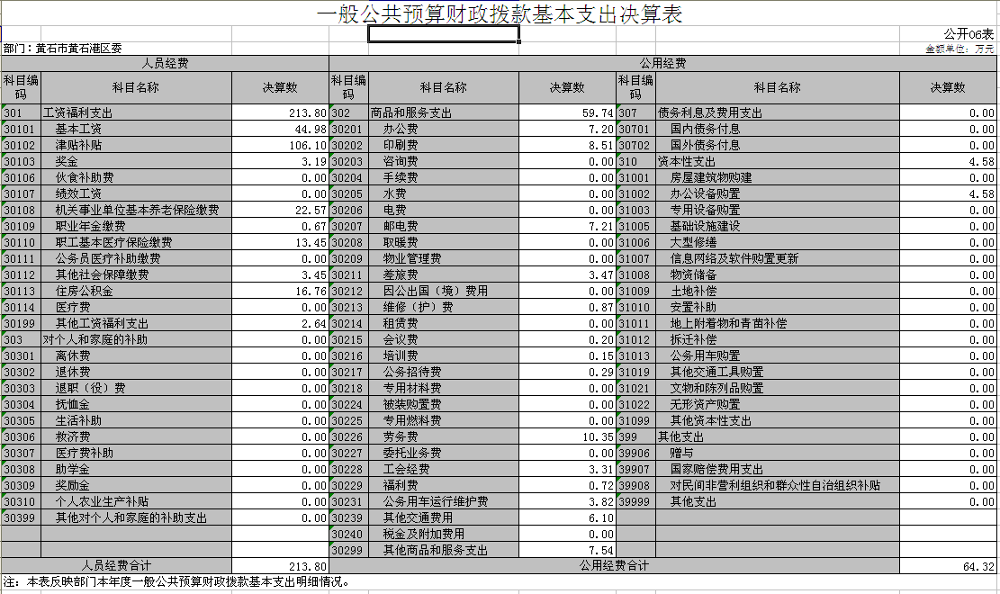 一般公共预算财政拨款基本支出决算表
公开06表
部门：黄石市黄石港区委 金额单位：万元
人员经费 公用经费
科目编码 科目名称 决算数 科目编码 科目名称 决算数 科目编码 科目名称 决算数
301 工资福利支出 213.80 302 商品和服务支出 59.74 307 债务利息及费用支出 0.00
30101 基本工资 44.98 30201 办公费 7.20 30701 国内债务付息 0.00
30102 津贴补贴 106.10 30202 印刷费 8.51 30702 国外债务付息 0.00
30103 奖金 3.19 30203 咨询费 0.00 310 资本性支出 4.58
30106 伙食补助费 0.00 30204 手续费 0.00 31001 房屋建筑物购建 0.00
30107 绩效工资 0.00 30205 水费 0.00 31002 办公设备购置 4.58
30108 机关事业单位基本养老保险缴费 22.57 30206 电费 0.00 31003 专用设备购置 0.00
30109 职业年金缴费 0.67 30207 邮电费 7.21 31005 基础设施建设 0.00
30110 职工基本医疗保险缴费 13.45 30208 取暖费 0.00 31006 大型修缮 0.00
30111 公务员医疗补助缴费 0.00 30209 物业管理费 0.00 31007 信息网络及软件购置更新 0.00
30112 其他社会保障缴费 3.45 30211 差旅费 3.47 31008 物资储备 0.00
30113 住房公积金 16.76 30212 因公出国（境）费用 0.00 31009 土地补偿 0.00
30114 医疗费 0.00 30213 维修（护）费 0.87 31010 安置补助 0.00
30199 其他工资福利支出 2.64 30214 租赁费 0.00 31011 地上附着物和青苗补偿 0.00
303 对个人和家庭的补助 0.00 30215 会议费 0.20 31012 拆迁补偿 0.00
30301 离休费 0.00 30216 培训费 0.15 31013 公务用车购置 0.00
30302 退休费 0.00 30217 公务招待费 0.29 31019 其他交通工具购置 0.00
30303 退职（役）费 0.00 30218 专用材料费 0.00 31021 文物和陈列品购置 0.00
30304 抚恤金 0.00 30224 被装购置费 0.00 31022 无形资产购置 0.00
30305 生活补助 0.00 30225 专用燃料费 0.00 31099 其他资本性支出 0.00
30306 救济费 0.00 30226 劳务费 10.35 399 其他支出 0.00
30307 医疗费补助 0.00 30227 委托业务费 0.00 39906 赠与 0.00
30308 助学金 0.00 30228 工会经费 3.31 39907 国家赔偿费用支出 0.00
30309 奖励金 0.00 30229 福利费 0.72 39908 对民间非营利组织和群众性自治组织补贴 0.00
30310 个人农业生产补贴 0.00 30231 公务用车运行维护费 3.82 39999 其他支出 0.00
30399 其他对个人和家庭的补助支出 0.00 30239 其他交通费用 6.10
30240 税金及附加费用 0.00
30299 其他商品和服务支出 7.54
人员经费合计 213.80 公用经费合计 64.32
注：本表反映部门本年度一般公共预算财政拨款基本支出明细情况。